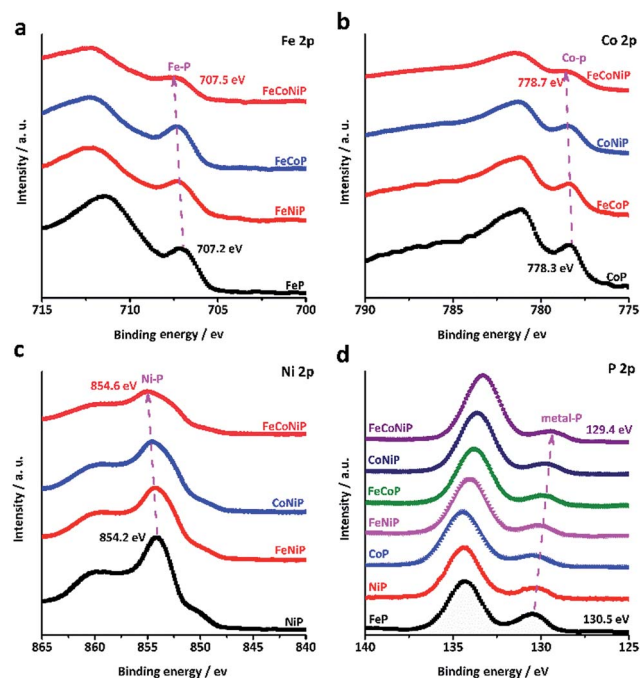 a
Fe 2p
Fe-P
707.5 eV
FeCoNiP
FeCoP
FeNiP
707.2 eV
FeP
Intensity / a. u.
715 710 705 700
Binding energy / ev
b
Co 2p
Co-p
778.7 eV
FeCoNiP
CoNiP
FeCoP
778.3 eV
CoP
Intensity / a. u.
790 785 780 775
Binding energy / ev
c
Ni 2p
Ni-P
854.6 eV
FeCoNiP
CoNiP
854.2 eV
FeNiP
NiP
Intensity / a. u.
865 860 855 850 845 840
Binding energy / ev
d
P 2p
metal-P
FeCoNiP
129.4 eV
CoNiP
FeCoP
FeNiP
CoP
NiP
FeP
130.5 eV
Intensity / a. u.
140 135 130 125
Binding energy / eV